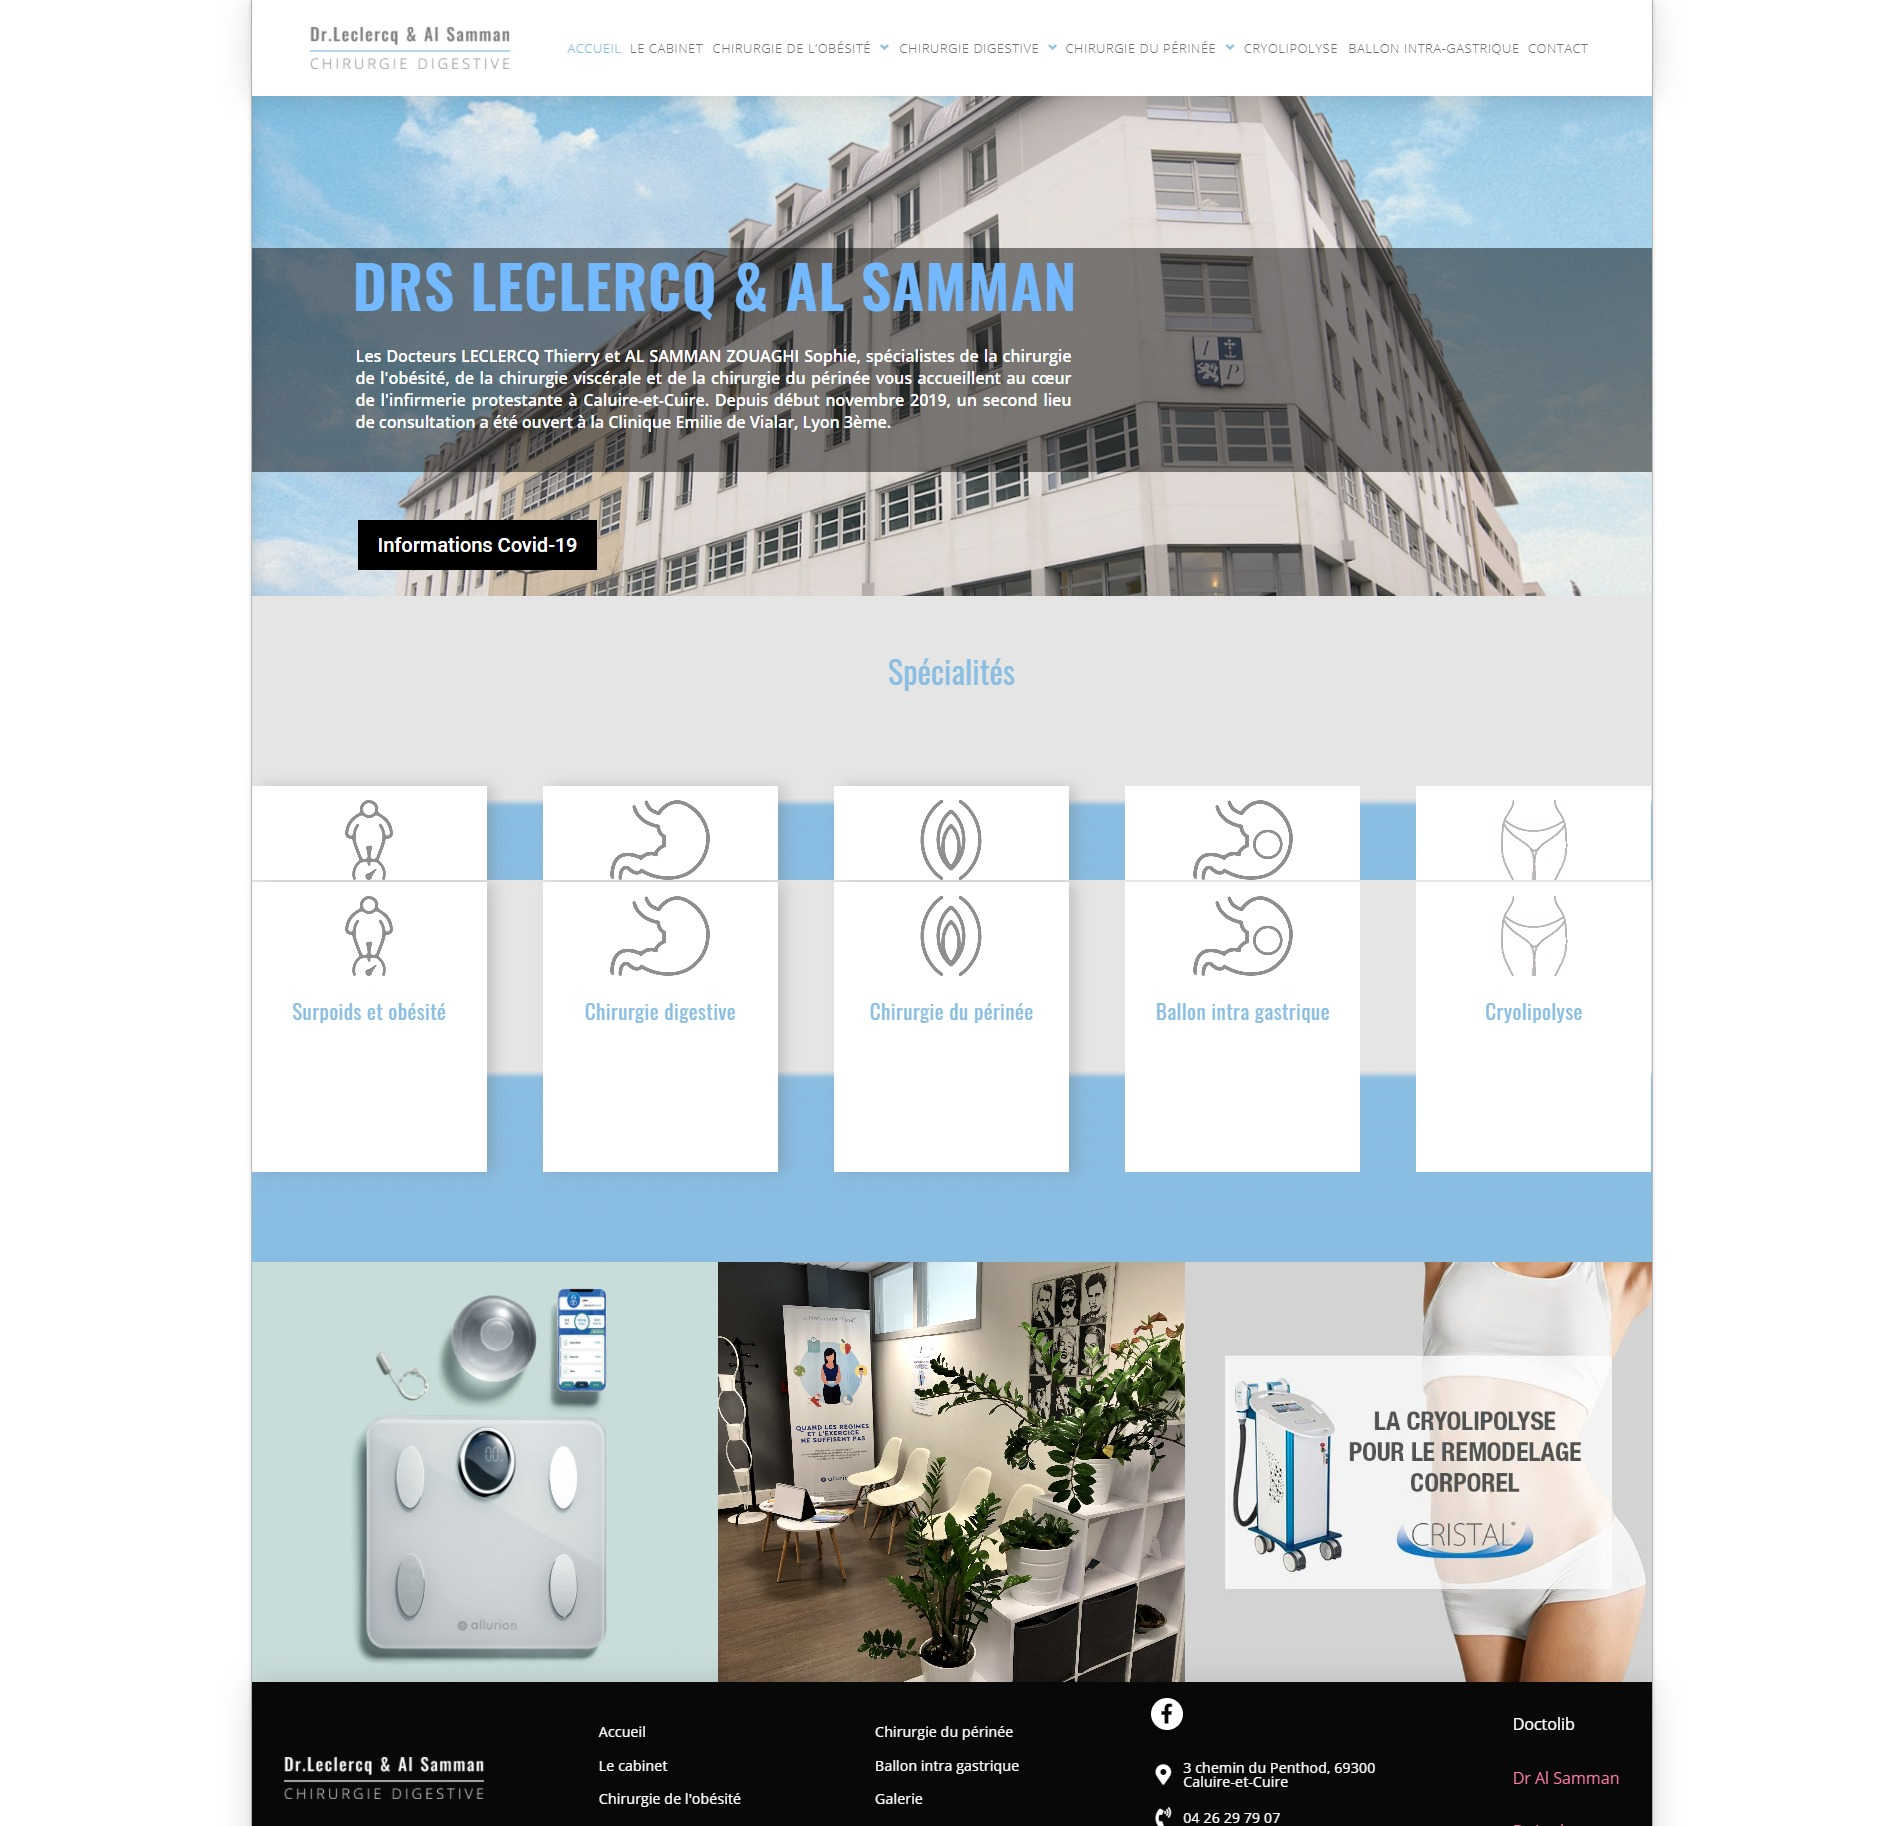 Dr.Leclercq & Al Samman
CHIRURGIE DIGESTIVE
ACCUEIL LE CABINET CHIRURGIE DE L'OBÉSITÉ CHIRURGIE DIGESTIVE CHIRURGIE DU PÉRINÉE CRYOLIPOLYSE BALLON INTRA-GASTRIQUE CONTACT
DRS LECLERCQ & AL SAMMAN
Les Docteurs LECLERCQ Thierry et AL SAMMAN ZOUAGHI Sophie, spécialistes de la chirurgie
de l'obésité, de la chirurgie viscérale et de la chirurgie du périnée vous accueillent au cœur
de l'infirmerie protestante à Caluire-et-Cuire. Depuis début novembre 2019, un second lieu
de consultation a été ouvert à la Clinique Emilie de Vialar, Lyon 3ème.
I P
Informations Covid-19
Spécialités
Surpoids et obésité
Chirurgie digestive
Chirurgie du périnée
Ballon intra gastrique
Cryolipolyse
allurion
QUAND LES RÉGIMES
ET L'EXERCICE
NE SUFFISENT PAS
allurion
LA CRYOLIPOLYSE
POUR LE REMODELAGE
CORPOREL
CRISTAL®
Dr.Leclercq & Al Samman
CHIRURGIE DIGESTIVE
Accueil
Le cabinet
Chirurgie de l'obésité
Chirurgie du périnée
Ballon intra gastrique
Galerie
3 chemin du Penthod, 69300
Caluire-et-Cuire
04 26 29 79 07
Doctolib
Dr Al Samman